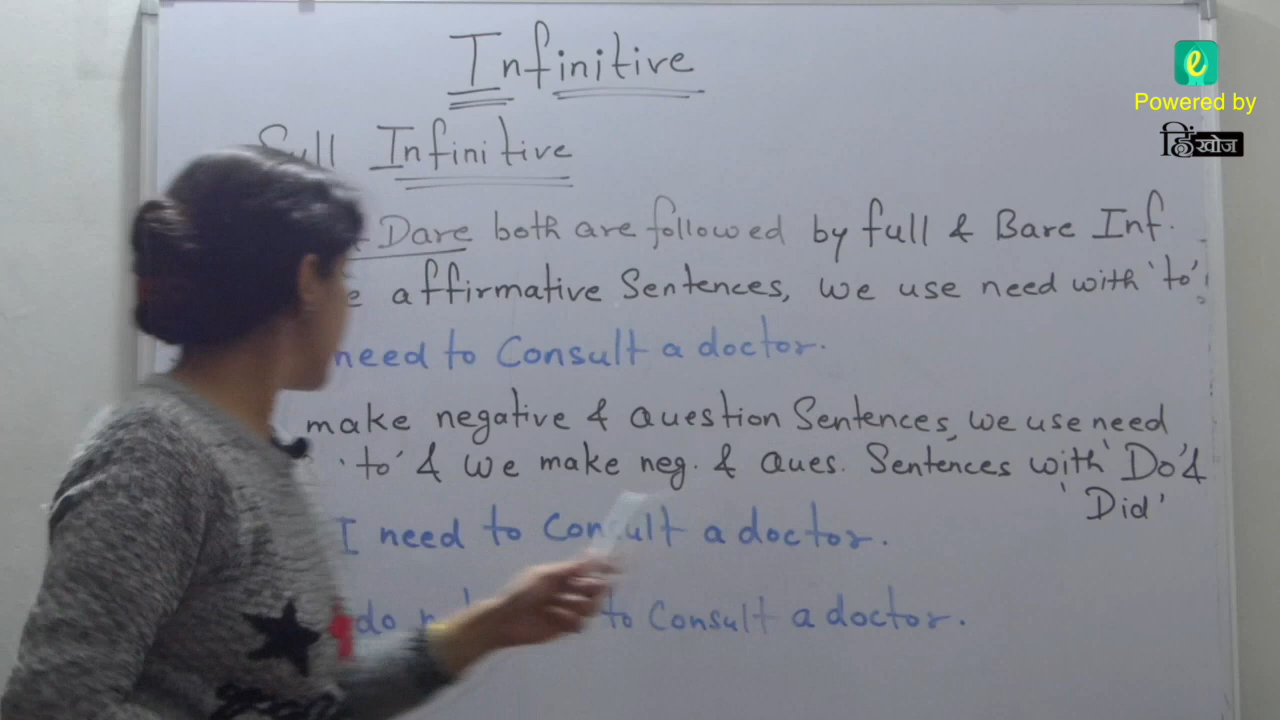 Infinitive
Full Infinitive
Dare both are followed by full & Bare Inf.
affirmative Sentences, we use need with 'to'.
need to Consult a doctor.
make negative & Question Sentences, we use need
'to' & we make neg. & Ques. Sentences with 'Do' &
'Did'
I need to Consult a doctor.
do to Consult a doctor.
e
Powered by
हिंखोज